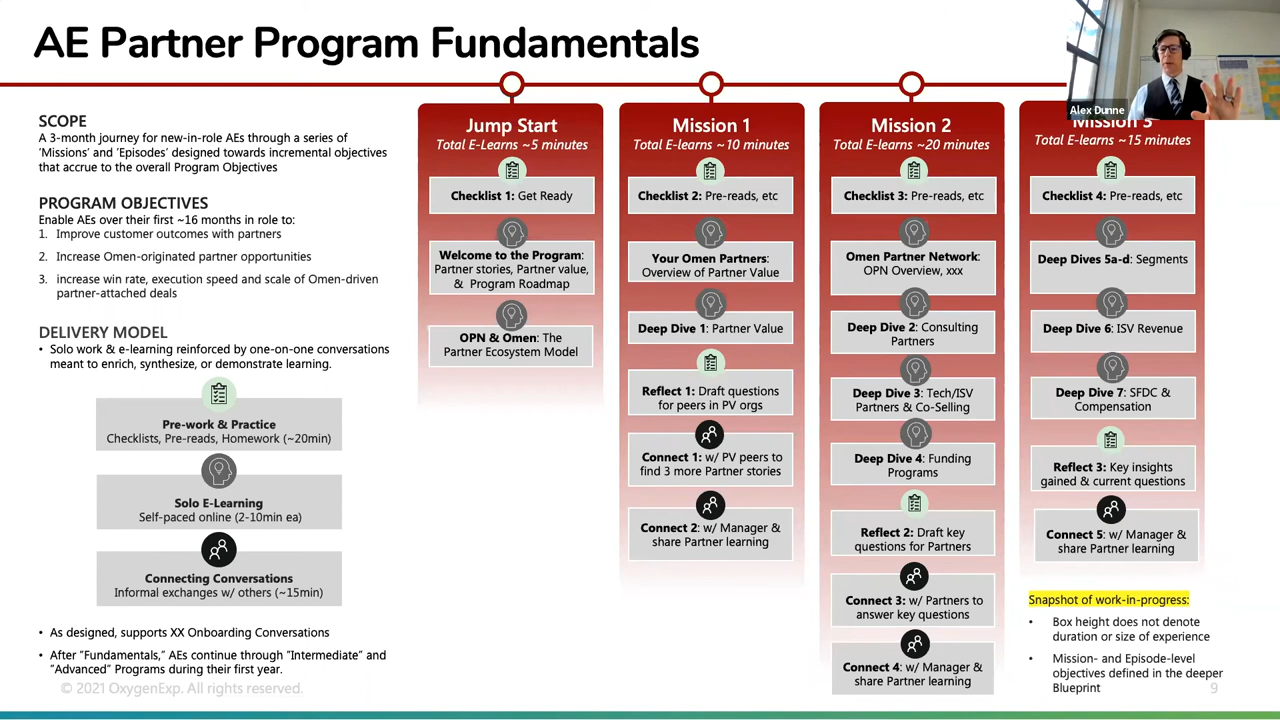 AE Partner Program Fundamentals
Alex Dunne
SCOPE
A 3-month journey for new-in-role AEs through a series of
‘Missions’ and ‘Episodes’ designed towards incremental objectives
that accrue to the overall Program Objectives
PROGRAM OBJECTIVES
Enable AEs over their first ~16 months in role to:
1. Improve customer outcomes with partners
2. Increase Omen-originated partner opportunities
3. increase win rate, execution speed and scale of Omen-driven
partner-attached deals
DELIVERY MODEL
• Solo work & e-learning reinforced by one-on-one conversations
meant to enrich, synthesize, or demonstrate learning.
Pre-work & Practice
Checklists, Pre-reads, Homework (~20min)
Solo E-Learning
Self-paced online (2-10min ea)
Connecting Conversations
Informal exchanges w/ others (~15min)
• As designed, supports XX Onboarding Conversations
• After “Fundamentals,” AEs continue through “Intermediate” and
“Advanced” Programs during their first year.
© 2021 OxygenExp. All rights reserved.
Jump Start
Total E-Learns ~5 minutes
Checklist 1: Get Ready
Welcome to the Program:
Partner stories, Partner value,
& Program Roadmap
OPN & Omen: The
Partner Ecosystem Model
Mission 1
Total E-learns ~10 minutes
Checklist 2: Pre-reads, etc
Your Omen Partners:
Overview of Partner Value
Deep Dive 1: Partner Value
Reflect 1: Draft questions
for peers in PV orgs
Connect 1: w/ PV peers to
find 3 more Partner stories
Connect 2: w/ Manager &
share Partner learning
Mission 2
Total E-learns ~20 minutes
Checklist 3: Pre-reads, etc
Omen Partner Network:
OPN Overview, xxx
Deep Dive 2: Consulting
Partners
Deep Dive 3: Tech/ISV
Partners & Co-Selling
Deep Dive 4: Funding
Programs
Reflect 2: Draft key
questions for Partners
Connect 3: w/ Partners to
answer key questions
Connect 4: w/ Manager &
share Partner learning
Mission 3
Total E-learns ~15 minutes
Checklist 4: Pre-reads, etc
Deep Dives 5a-d: Segments
Deep Dive 6: ISV Revenue
Deep Dive 7: SFDC &
Compensation
Reflect 3: Key insights
gained & current questions
Connect 5: w/ Manager &
share Partner learning
Snapshot of work-in-progress:
• Box height does not denote
duration or size of experience
• Mission- and Episode-level
objectives defined in the deeper
Blueprint
9